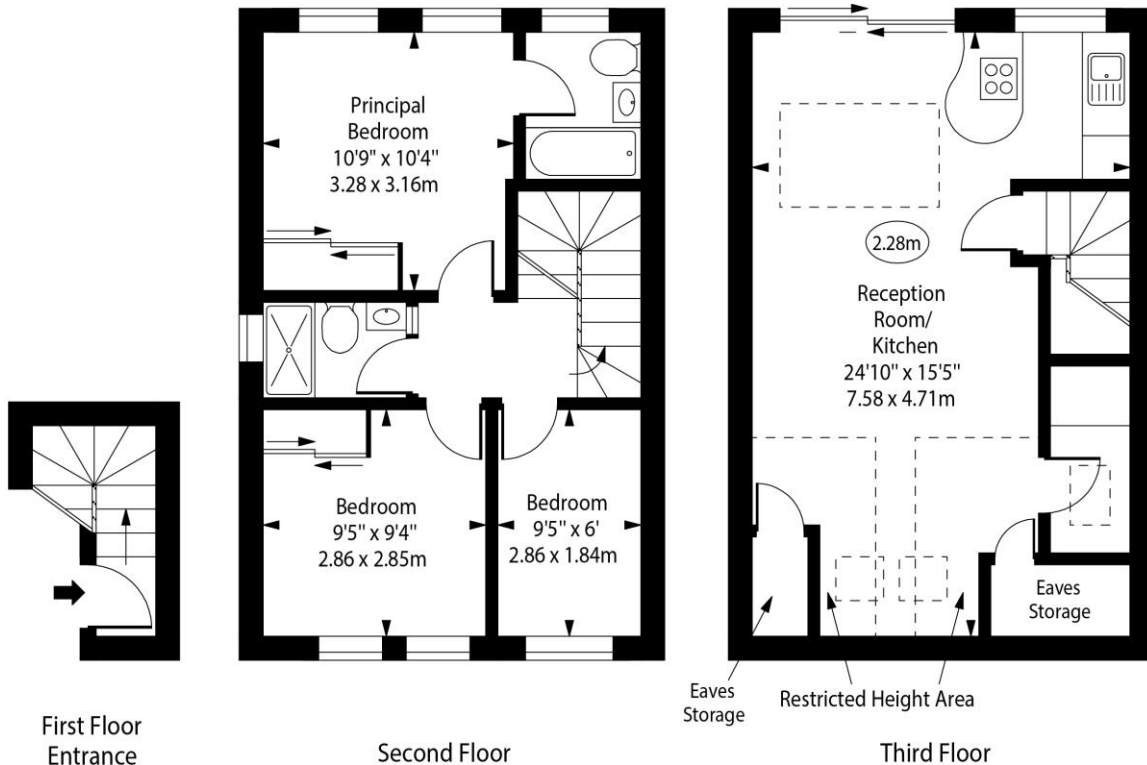 Principal
Bedroom
10'9" x 10'4"
3.28 x 3.16m
Bedroom
9'5" x 9'4"
2.86 x 2.85m
Bedroom
9'5" x 6'
2.86 x 1.84m
2.28m
Reception
Room/
Kitchen
24'10" x 15'5"
7.58 x 4.71m
Eaves
Storage
Eaves
Storage
Restricted Height Area
First Floor
Entrance
Second Floor
Third Floor